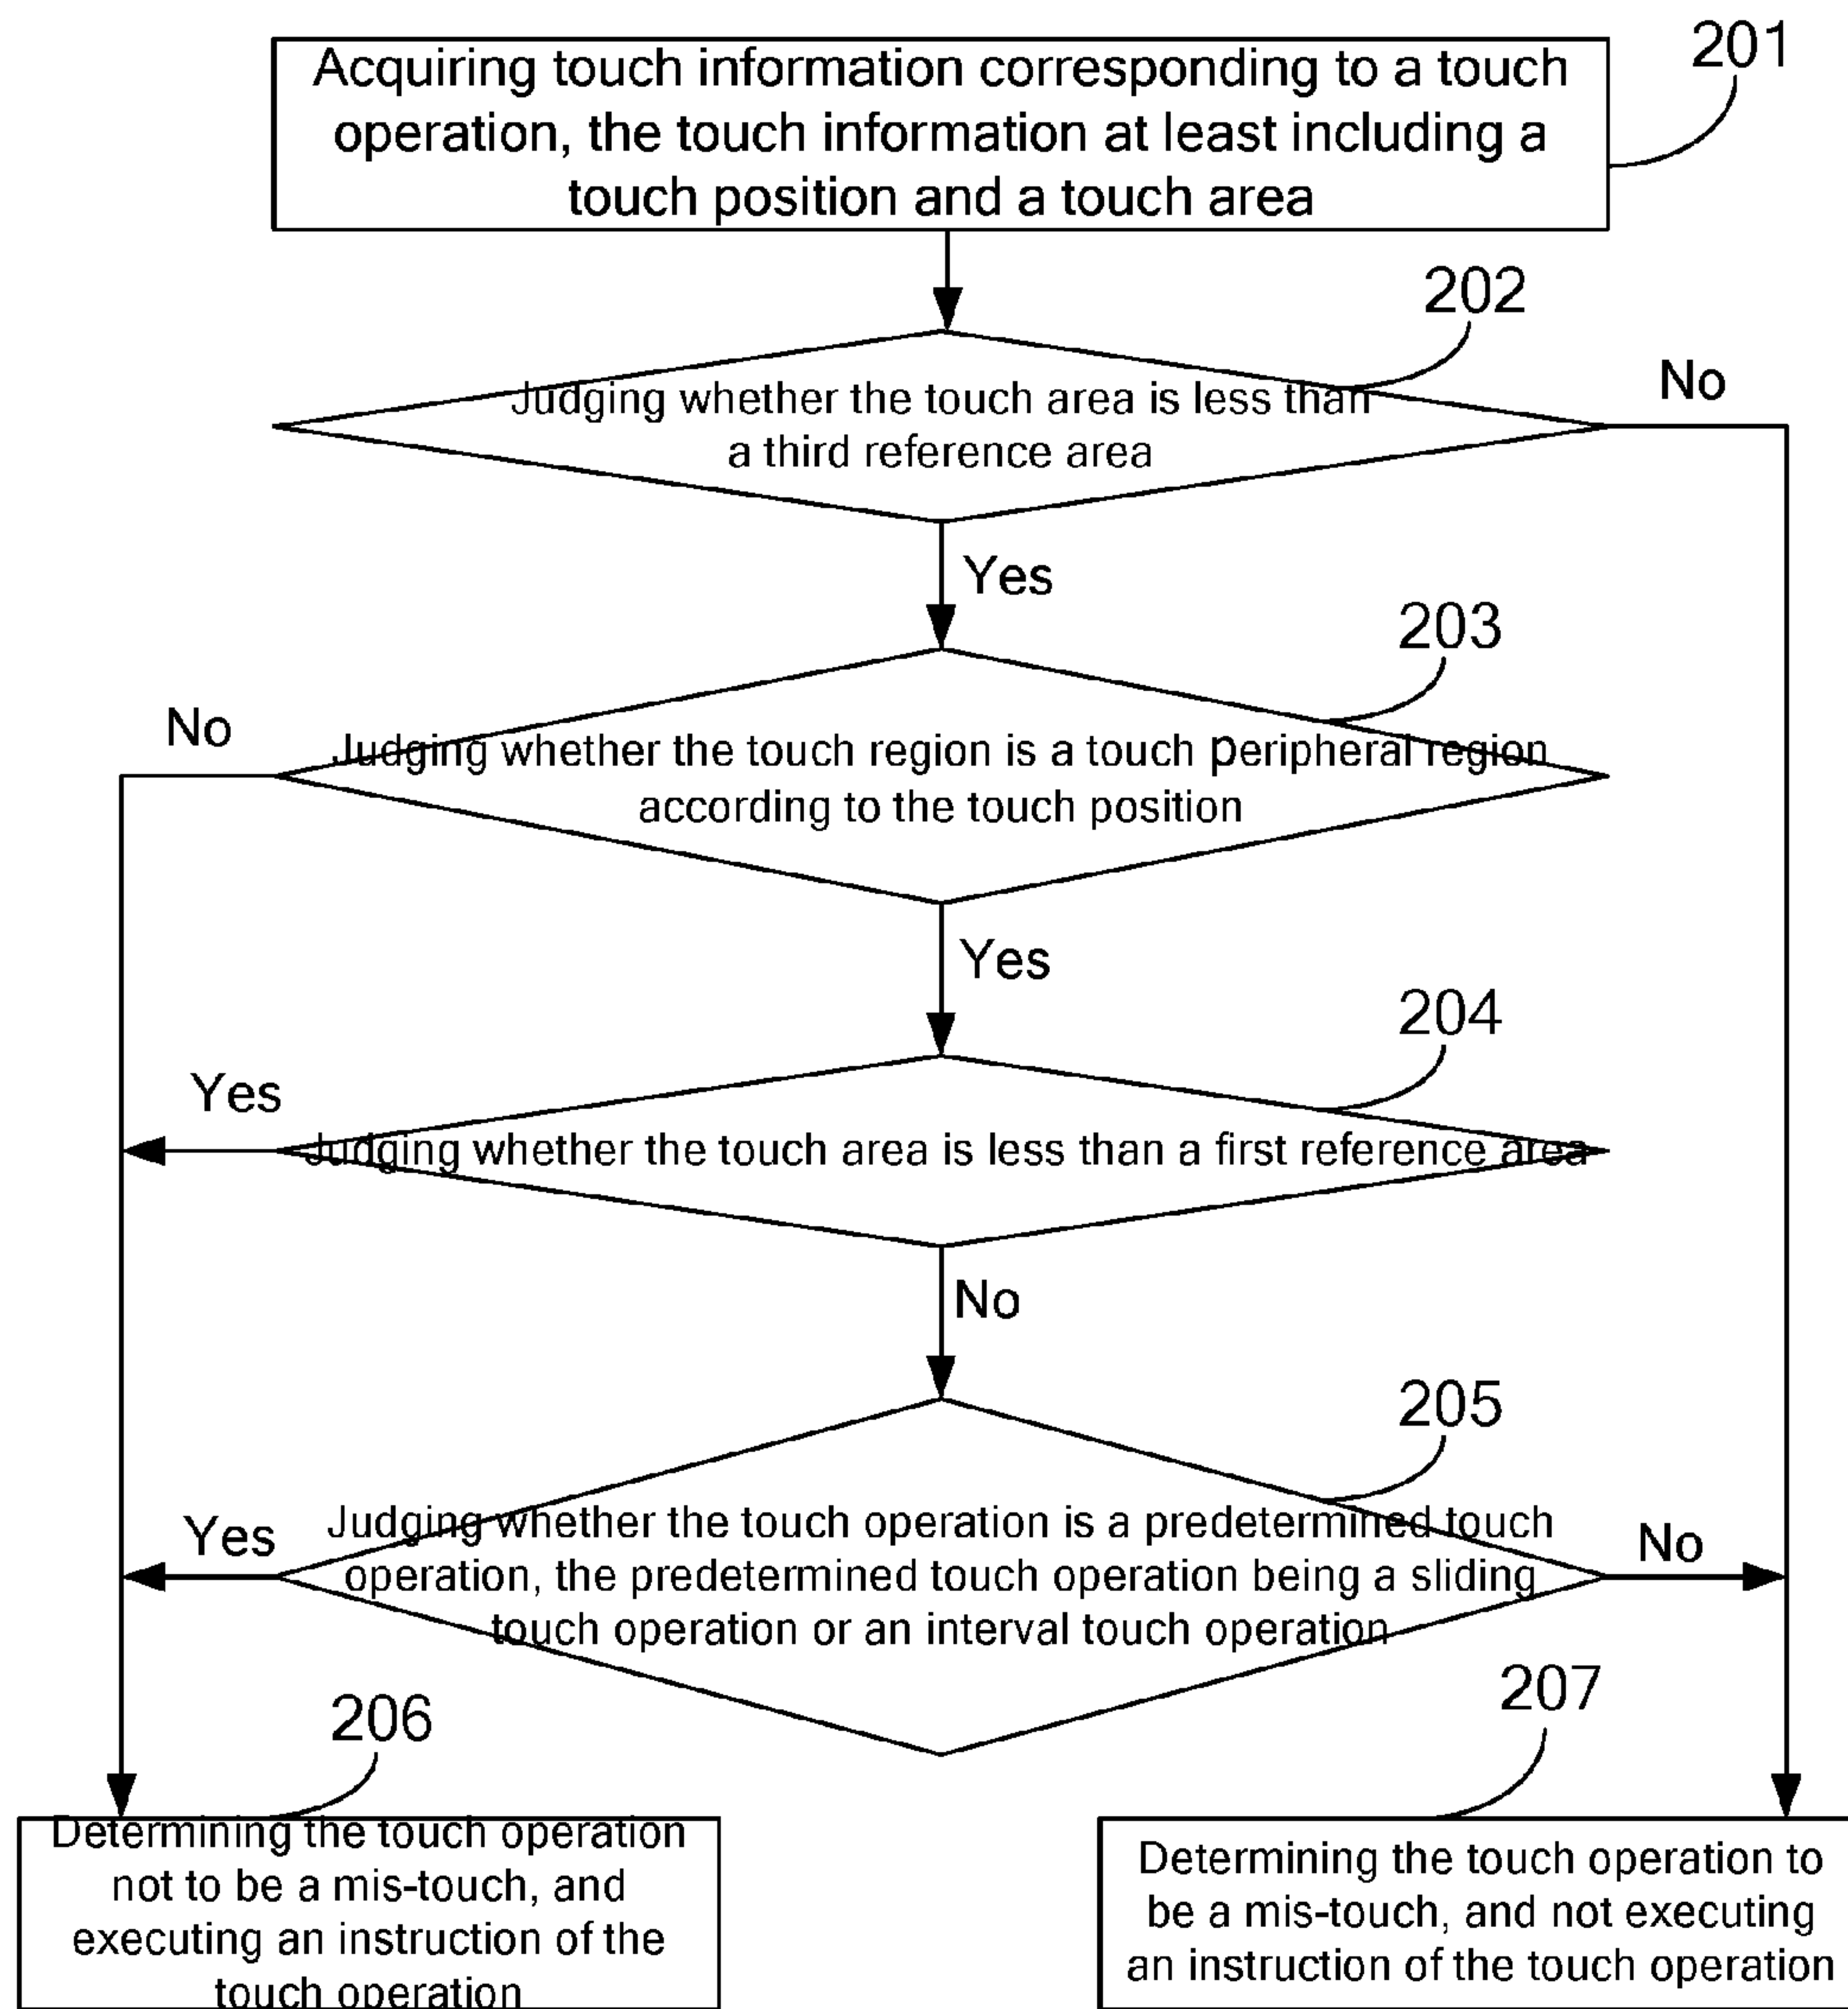 201
Acquiring touch information corresponding to a touch
operation, the touch information at least including a
touch position and a touch area
202
No
Judging whether the touch area is less than
a third reference area
Yes
203
No
Judging whether the touch region is a touch peripheral region
according to the touch position
Yes
204
Yes
Judging whether the touch area is less than a first reference area
No
205
Yes
Judging whether the touch operation is a predetermined touch
No
operation, the predetermined touch operation being a sliding
touch operation or an interval touch operation
206
207
Determining the touch operation
not to be a mis-touch, and
executing an instruction of the
touch operation
Determining the touch operation to
be a mis-touch, and not executing
an instruction of the touch operation